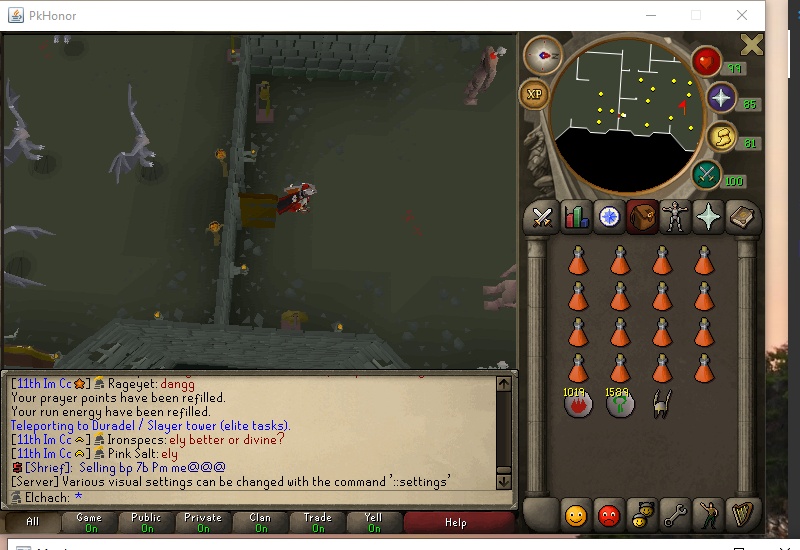 PkHonor
N
99
XP
85
81
100
1019
1589
[11th Im Cc] Rageyet: dangg
Your prayer points have been refilled.
Your run energy have been refilled.
Teleporting to Duradel / Slayer tower (elite tasks).
[11th Im Cc] Ironspecs: ely better or divine?
[11th Im Cc] Pink Salt: ely
[Shrief]: Selling bp 7b Pm me@@@
[Server] Various visual settings can be changed with the command '::settings'
Elchach: *
All
Game
On
Public
On
Private
On
Clan
On
Trade
On
Yell
On
Help